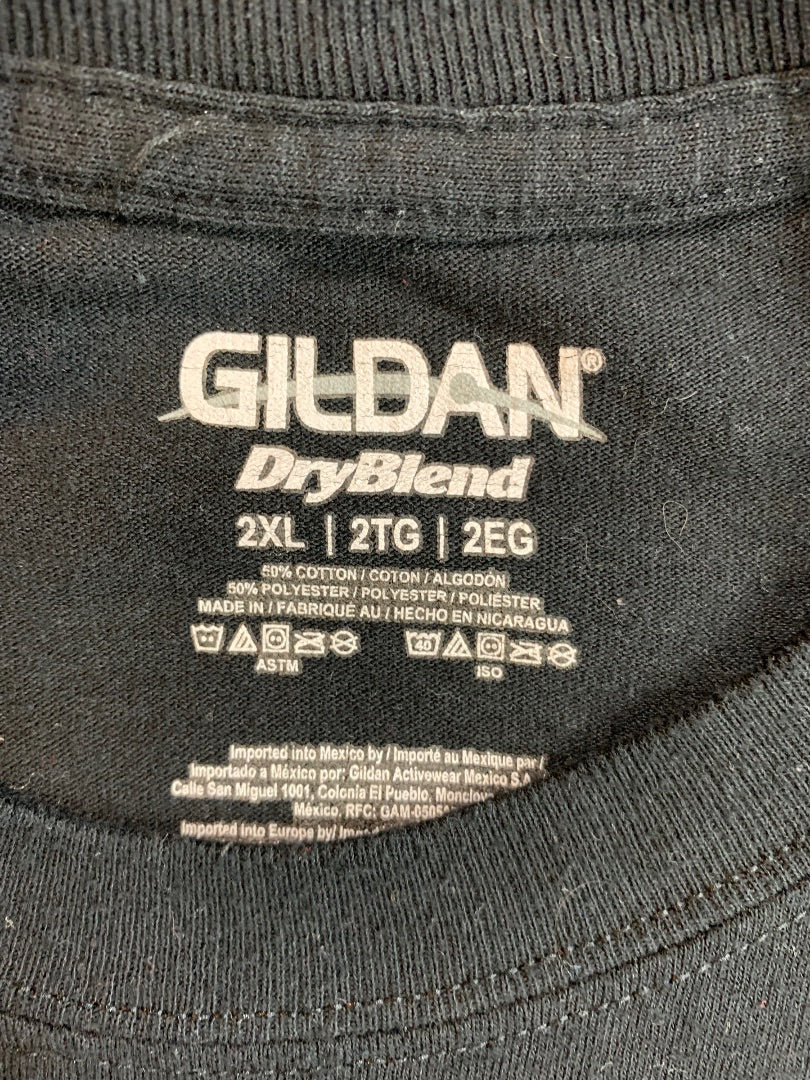 GILDAN®
DryBlend
2XL | 2TG | 2EG
50% COTTON / COTON / ALGODÓN
50% POLYESTER / POLYESTER / POLIÉSTER
MADE IN / FABRIQUÉ AU / HECHO EN NICARAGUA
40
ASTM
ISO
Imported into Mexico by / Importé au Mexique par /
Importado a México por: Gildan Activewear Mexico S.A.
Calle San Miguel 1001, Colonia El Pueblo,
México. RFC:
Imported into Europe by/